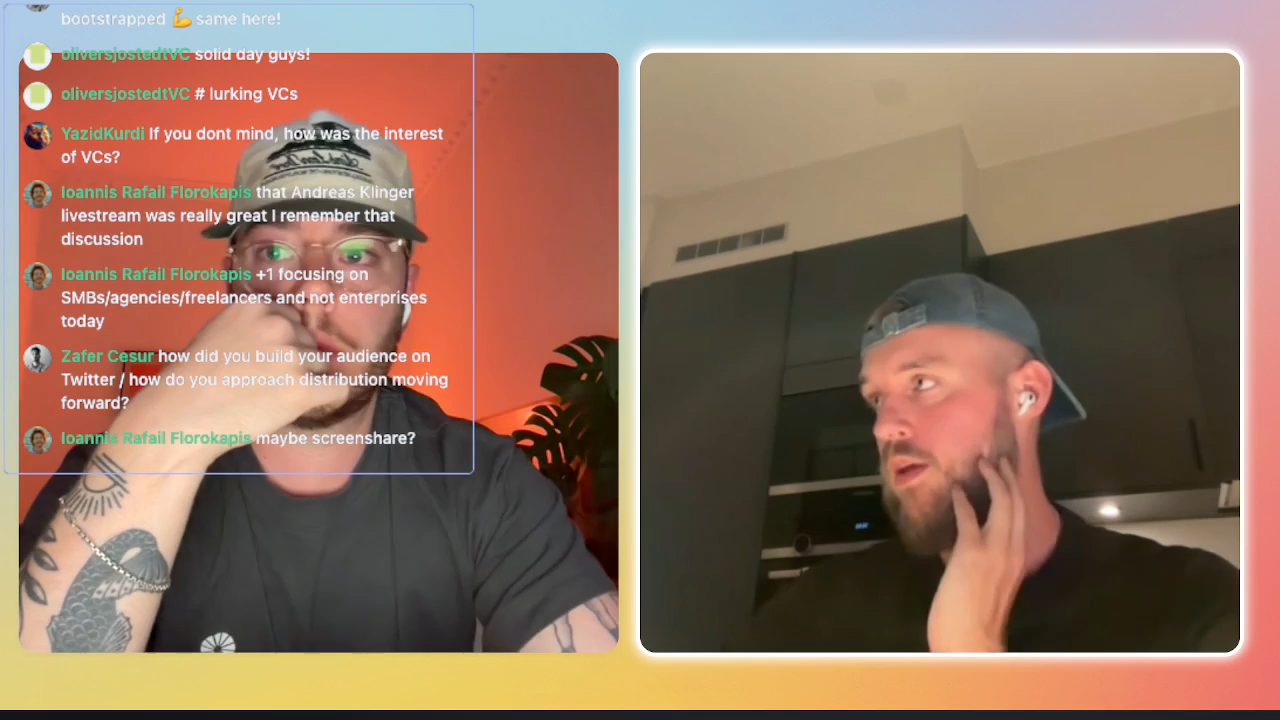 bootstrapped 💪 same here!
oliversjostedtVC solid day guys!
oliversjostedtVC # lurking VCs
YazidKurdi If you dont mind, how was the interest
of VCs?
Ioannis Rafail Florokapis that Andreas Klinger
livestream was really great I remember that
discussion
Ioannis Rafail Florokapis +1 focusing on
SMBs/agencies/freelancers and not enterprises
today
Zafer Cesur how did you build your audience on
Twitter / how do you approach distribution moving
forward?
Ioannis Rafail Florokapis maybe screenshare?